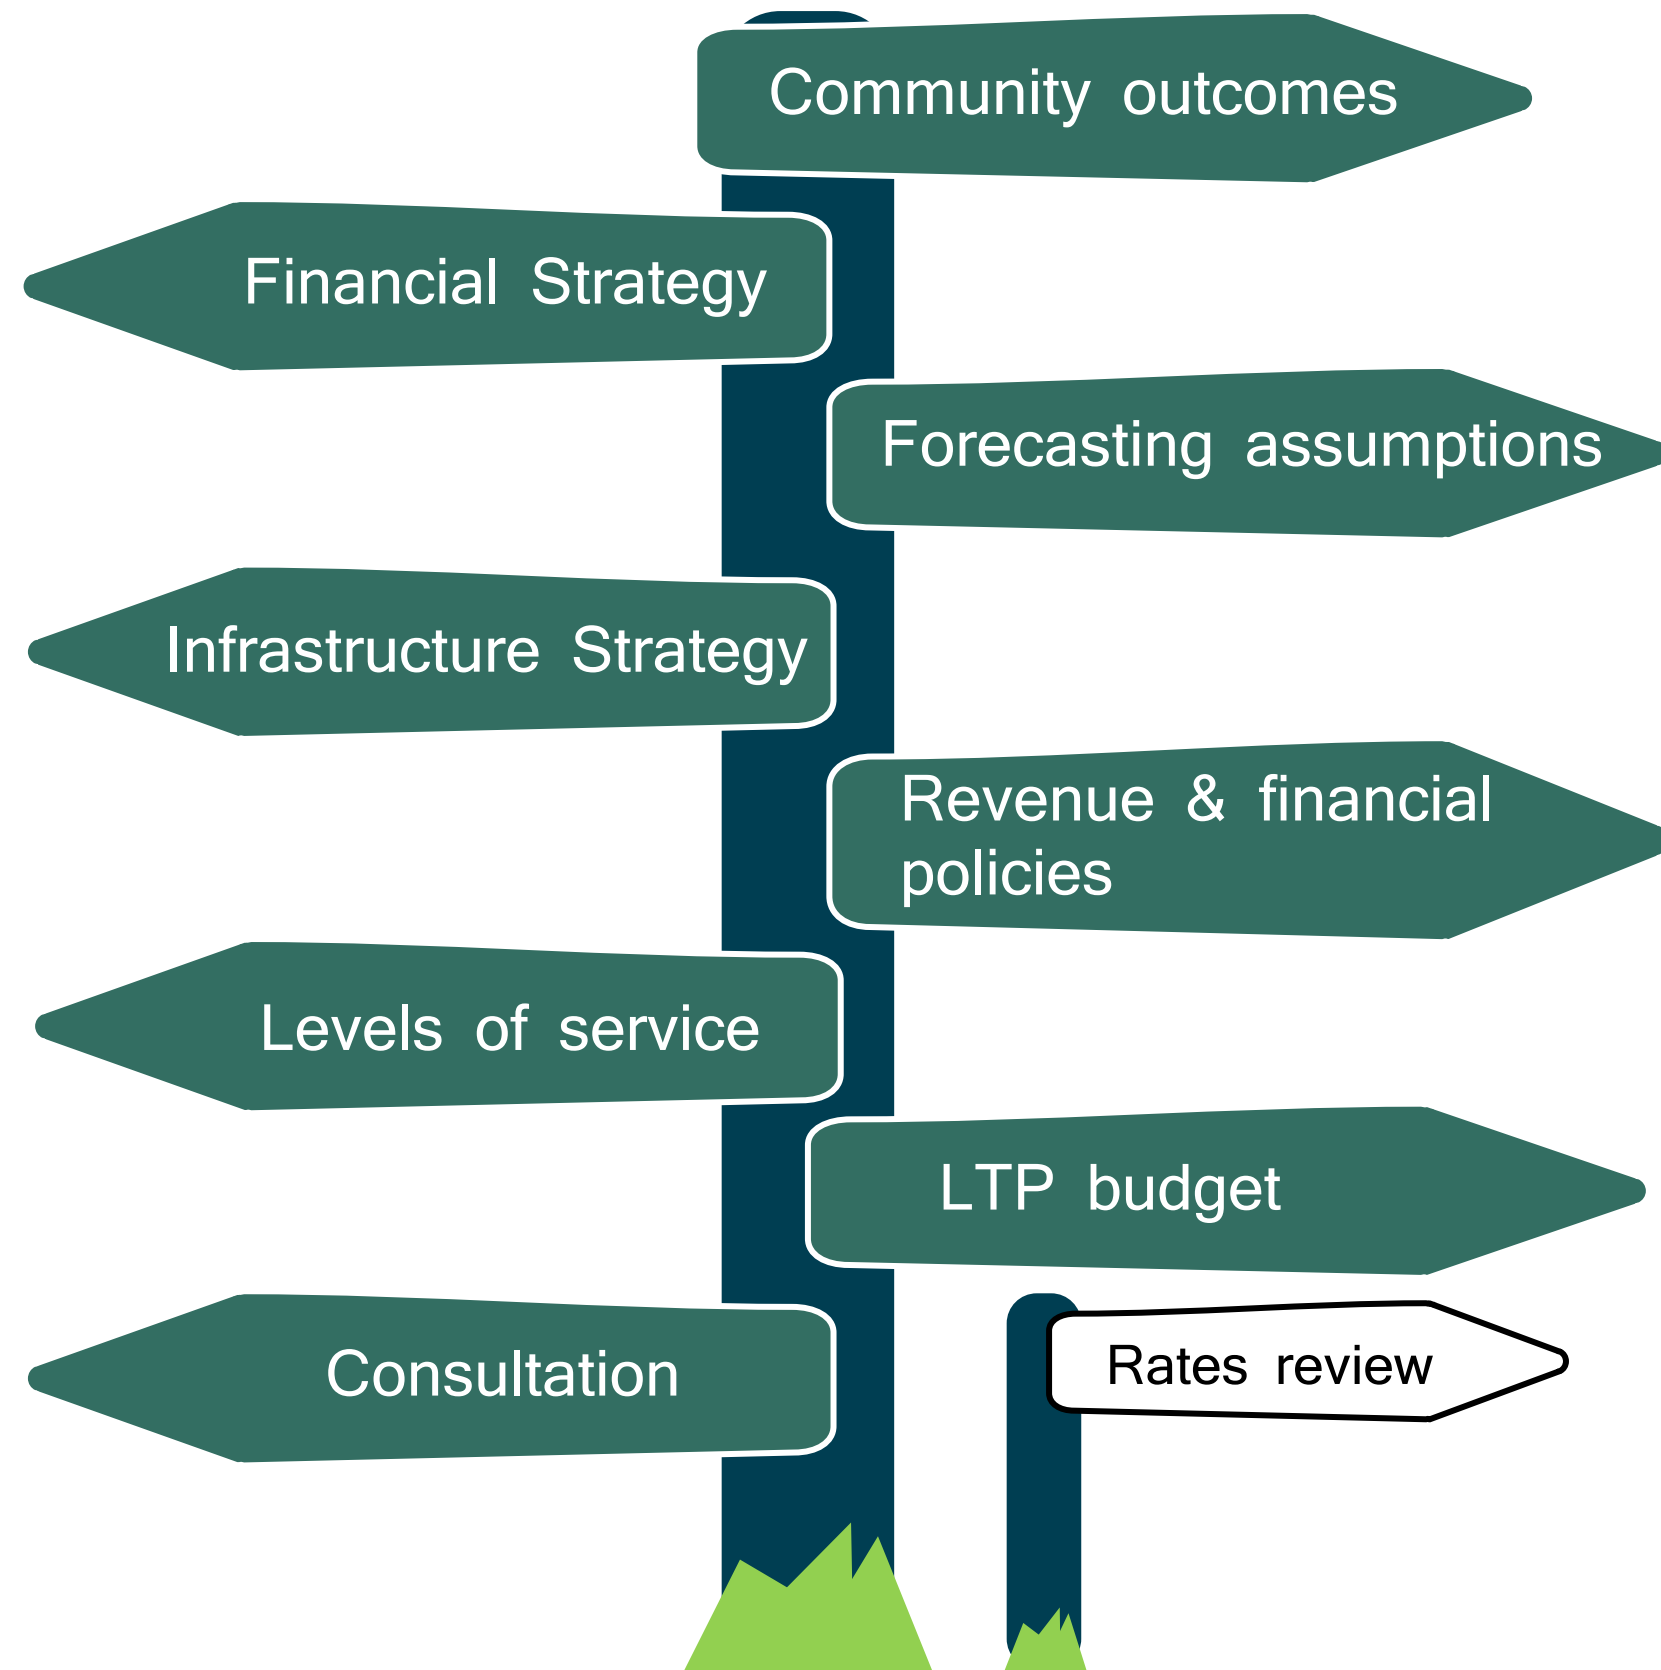 Community outcomes
Financial Strategy
Forecasting assumptions
Infrastructure Strategy
Revenue & financial
policies
Levels of service
LTP budget
Consultation
Rates review